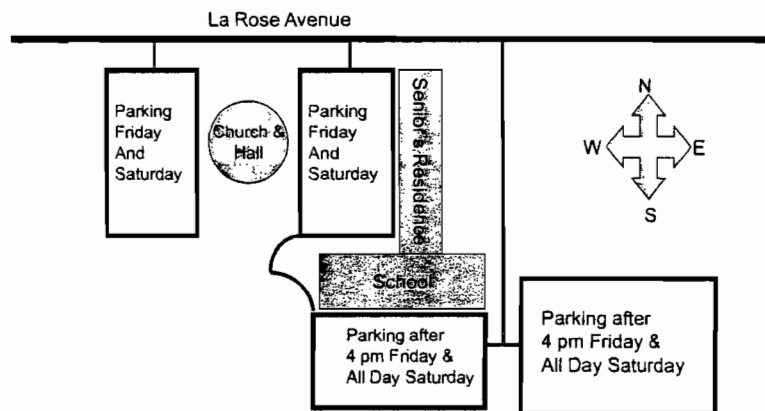 La Rose Avenue
Parking
Friday
And
Saturday
Church &
Hall
Parking
Friday
And
Saturday
Senior's Residence
N
W E
S
School
Parking after
4 pm Friday &
All Day Saturday
Parking after
4 pm Friday &
All Day Saturday